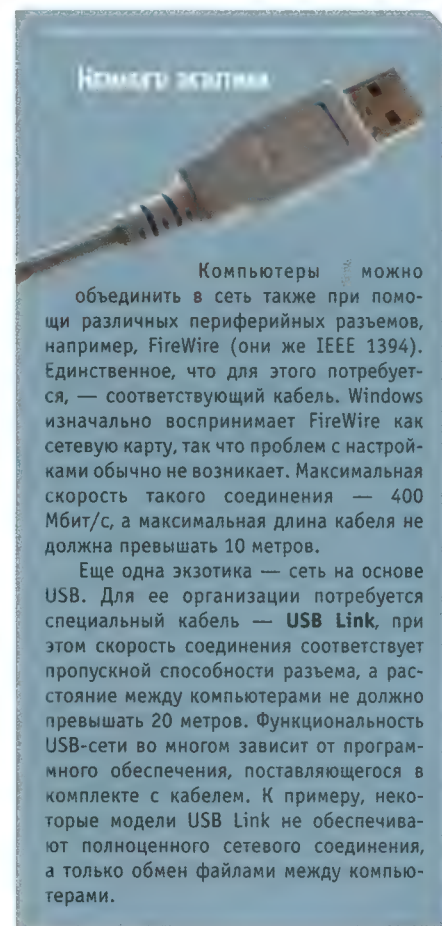 Немного экзотики
Компьютеры можно
объединить в сеть также при помо-
щи различных периферийных разъемов,
например, FireWire (они же IEEE 1394).
Единственное, что для этого потребует-
ся, — соответствующий кабель. Windows
изначально воспринимает FireWire как
сетевую карту, так что проблем с настрой-
ками обычно не возникает. Максимальная
скорость такого соединения — 400
Мбит/с, а максимальная длина кабеля не
должна превышать 10 метров.
Еще одна экзотика — сеть на основе
USB. Для ее организации потребуется
специальный кабель — USB Link, при
этом скорость соединения соответствует
пропускной способности разъема, а рас-
стояние между компьютерами не должно
превышать 20 метров. Функциональность
USB-сети во многом зависит от програм-
много обеспечения, поставляющегося в
комплекте с кабелем. К примеру, неко-
торые модели USB Link не обеспечива-
ют полноценного сетевого соединения,
а только обмен файлами между компью-
терами.